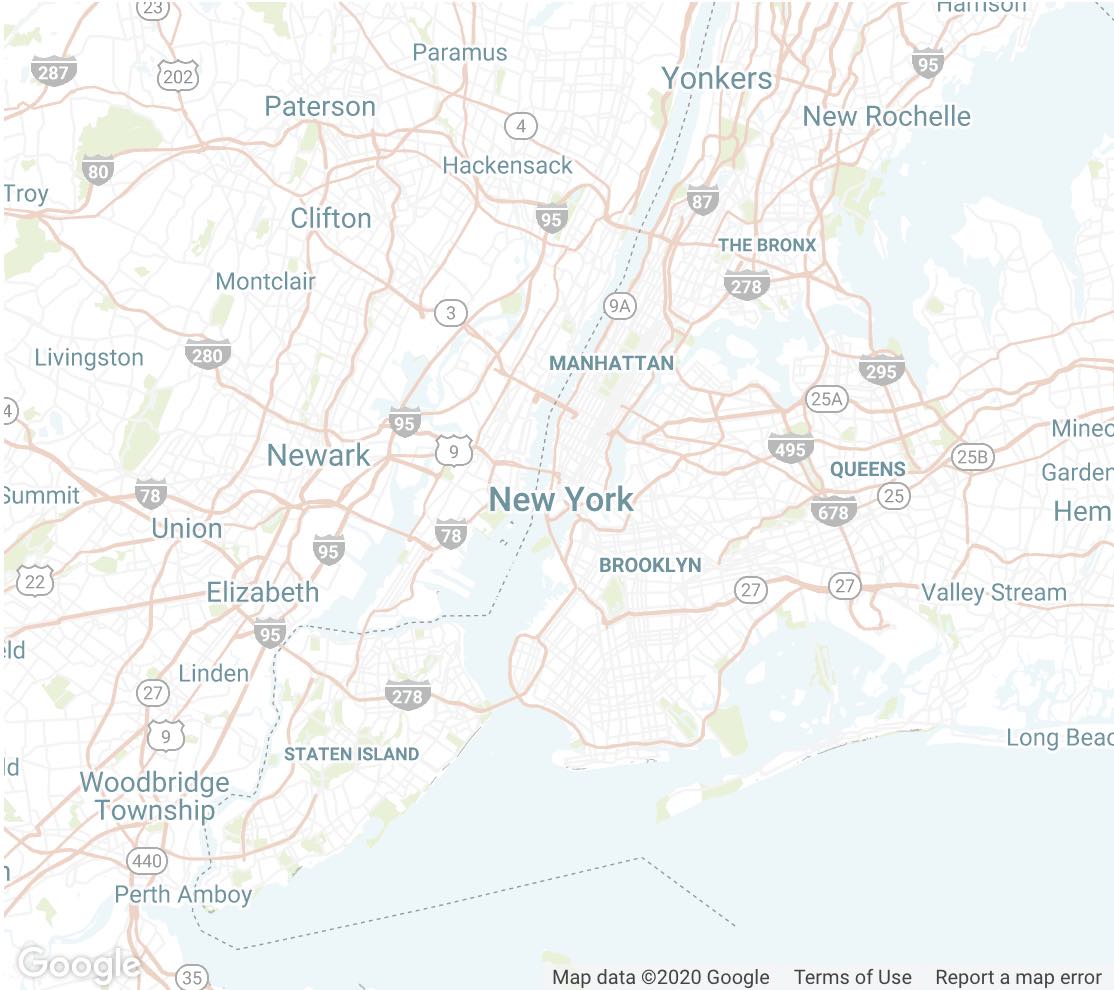 23
Harrison
287
202
Paramus
Yonkers
95
Paterson
4
New Rochelle
80
Hackensack
Troy
87
Clifton
95
THE BRONX
Montclair
278
3
9A
Livingston
280
MANHATTAN
295
25A
4
95
Mineo
Newark
9
495
QUEENS
25B
Garden
Summit
78
New York
25
Union
678
Hem
78
95
BROOKLYN
22
Elizabeth
27
27
Valley Stream
95
eld
Linden
27
278
9
Long Beac
STATEN ISLAND
ld
Woodbridge
Township
440
Perth Amboy
Google
35
Map data ©2020 Google
Terms of Use
Report a map error